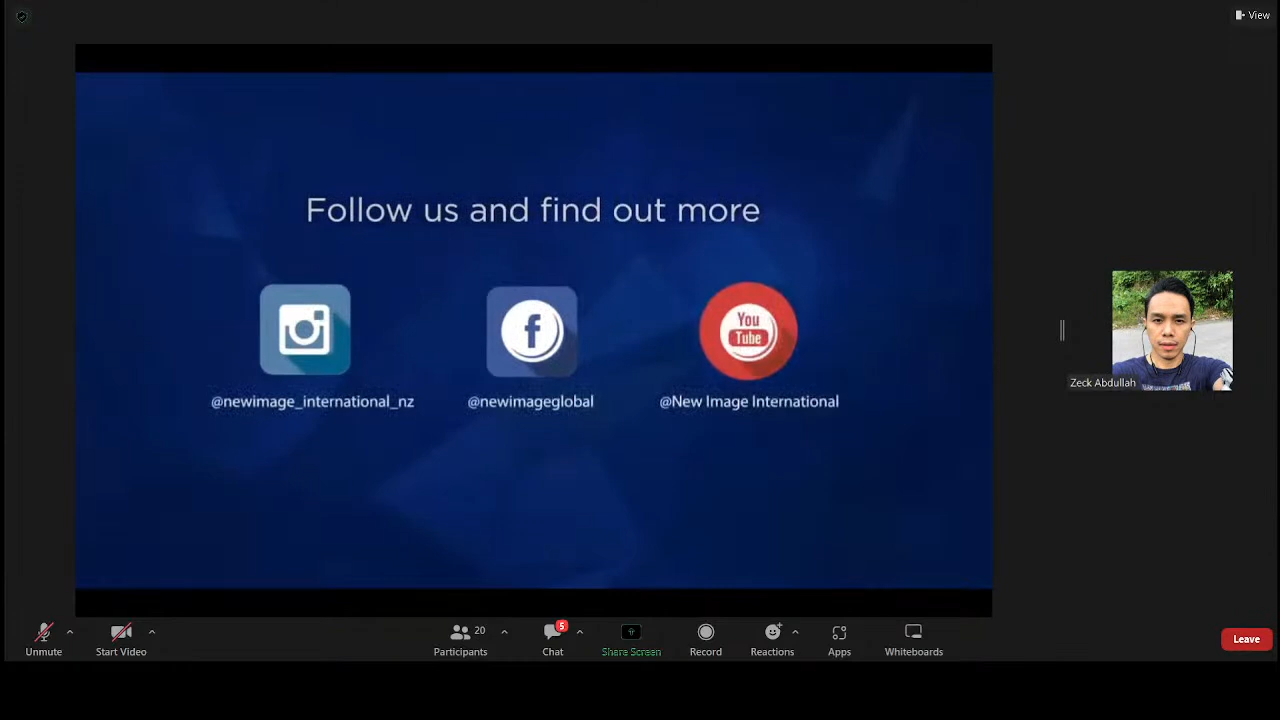 View
Follow us and find out more
You
Tube
@newimage_international_nz
@newimageglobal
@New Image International
Zeck Abdullah
20
5
Unmute
Start Video
Participants
Chat
Share Screen
Record
Reactions
Apps
Whiteboards
Leave